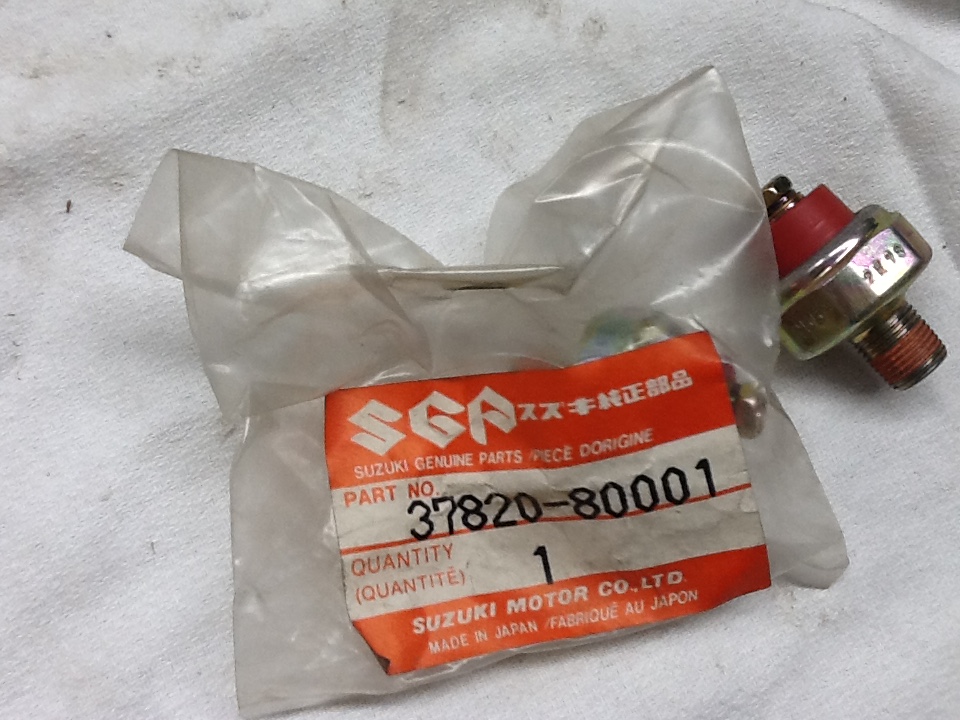 SGP スズキ純正部品
SUZUKI GENUINE PARTS /PIECÈ DORIGINE
PART NO.
37820-80001
QUANTITY
(QUANTITÉ)
1
SUZUKI MOTOR CO.,LTD.
MADE IN JAPAN /FABRIQUÉ AU JAPON